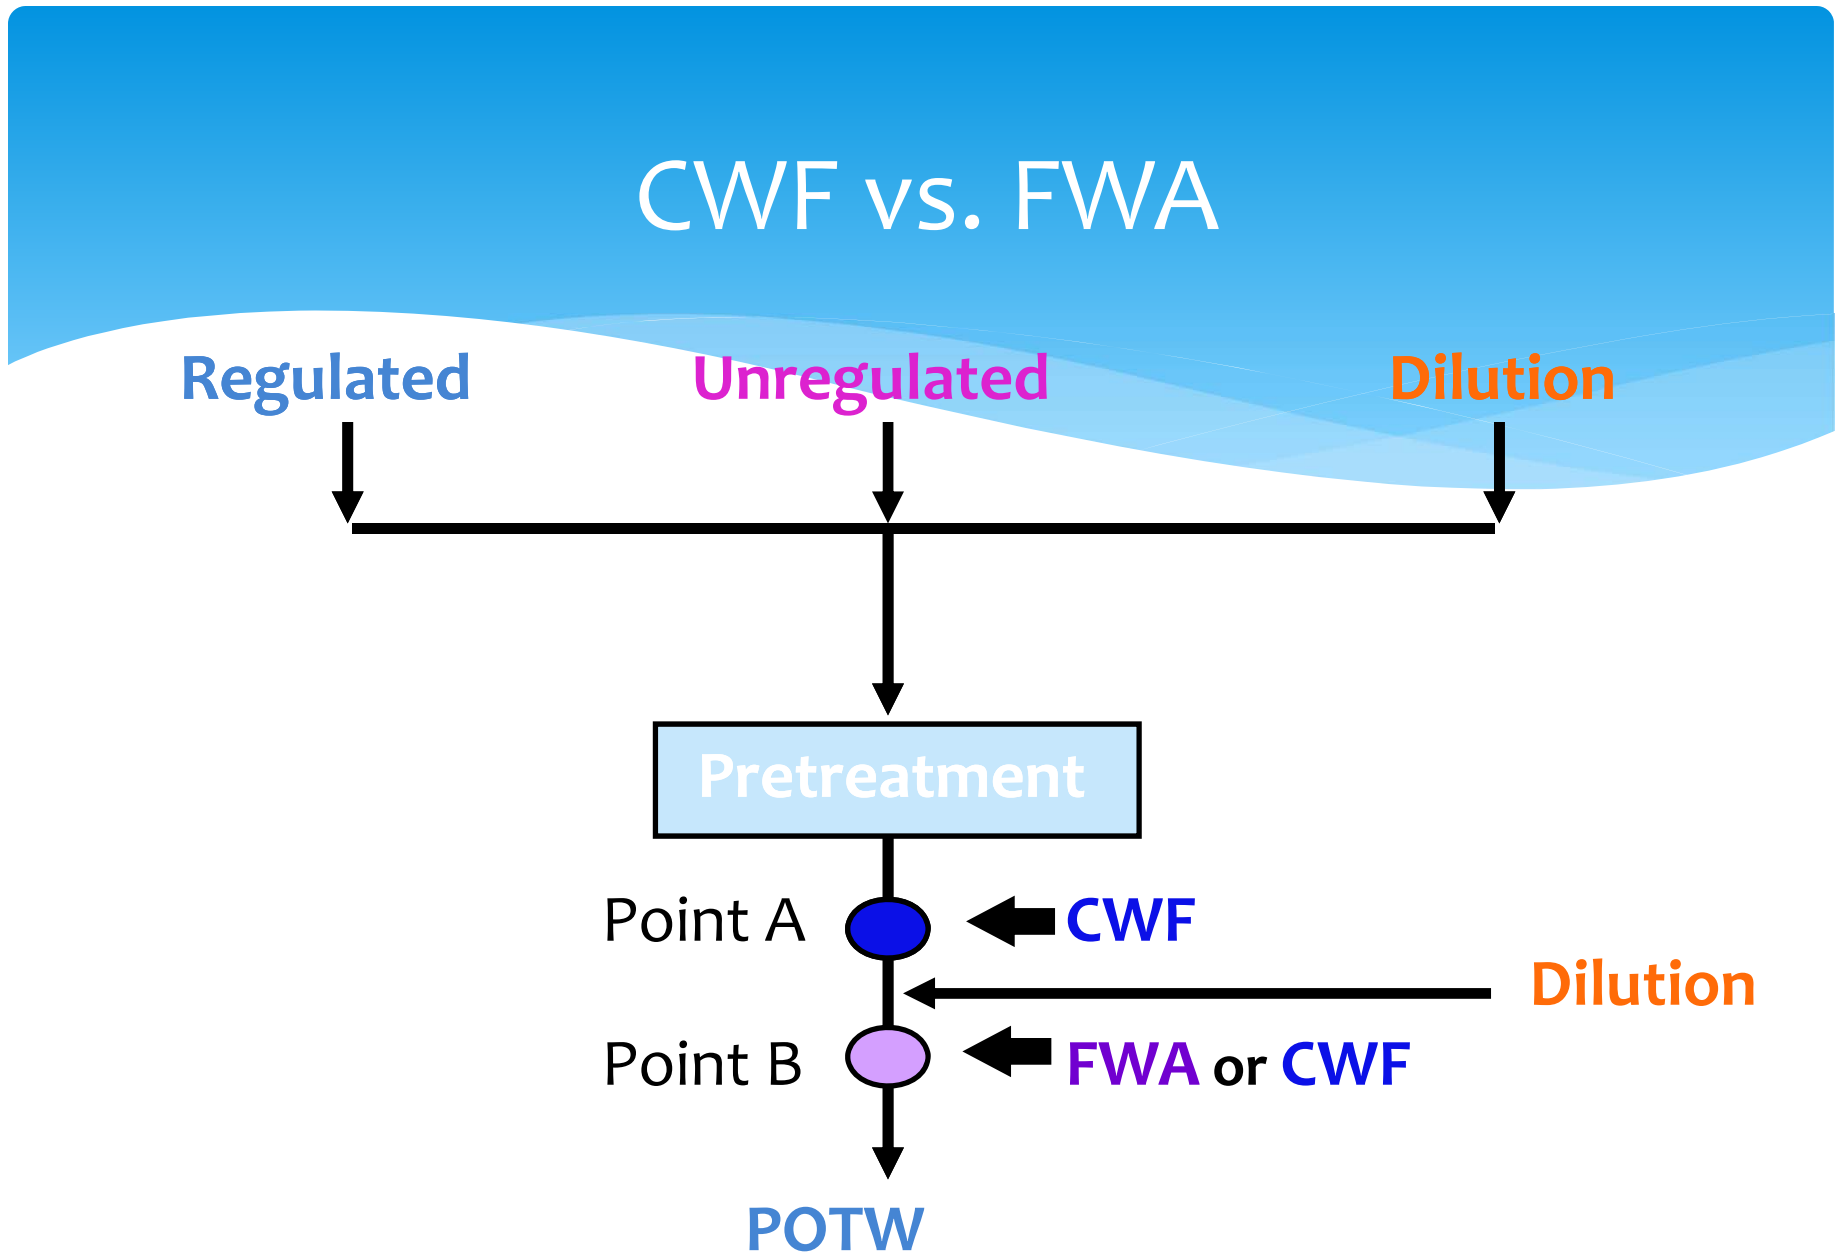 CWF vs. FWA
Regulated
Unregulated
Dilution
Pretreatment
Point A
CWF
Dilution
Point B
FWA or CWF
POTW